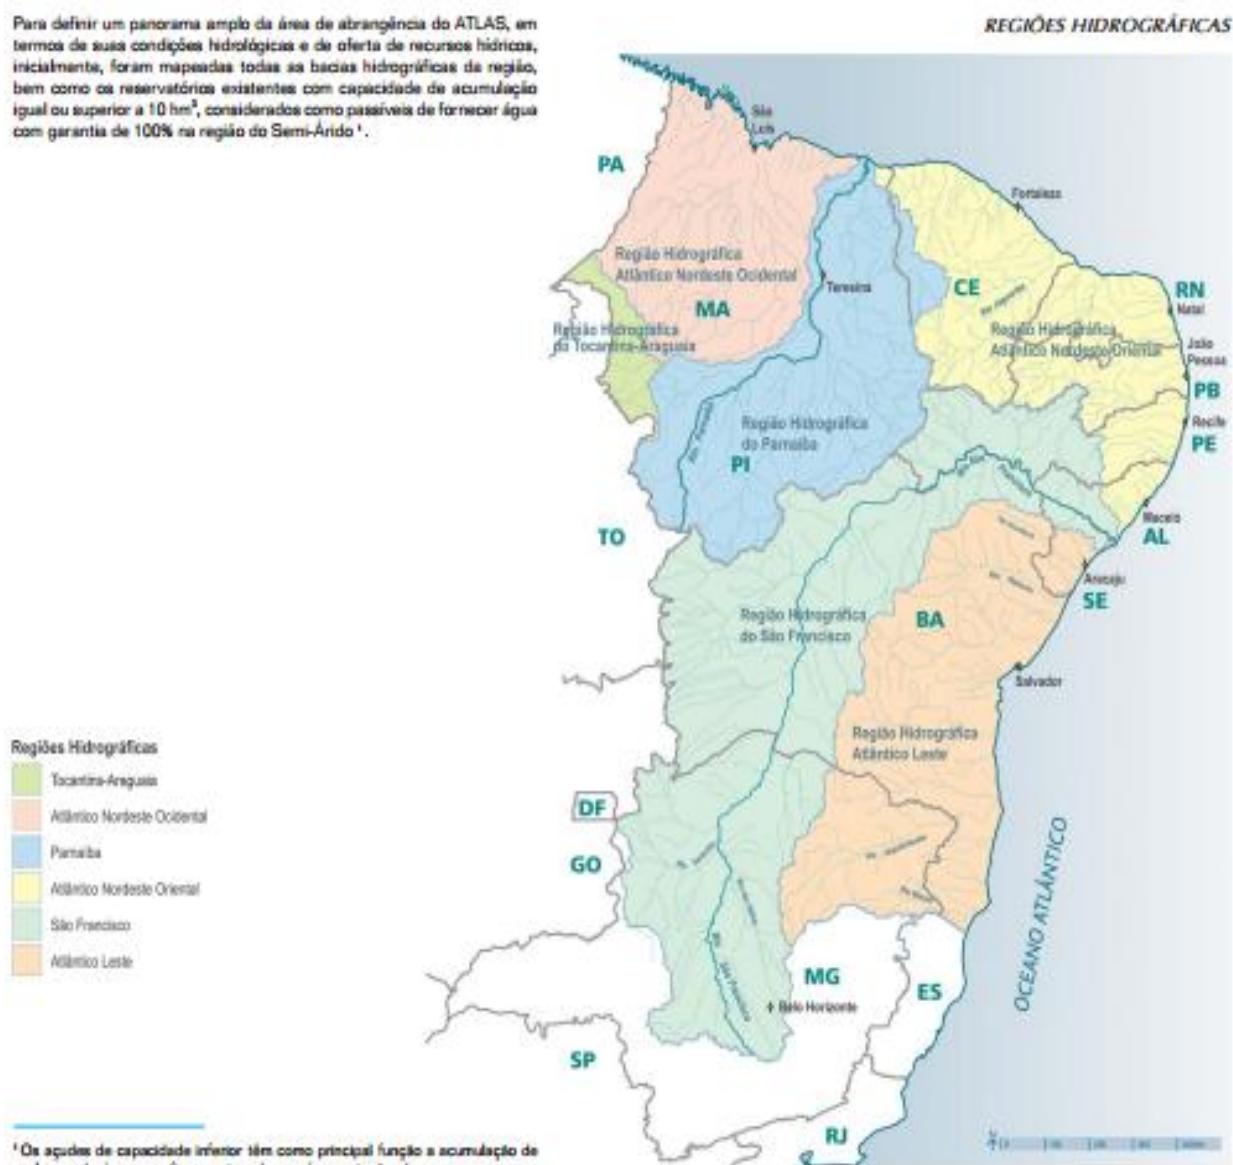 Para definir um panorama amplo da área de abrangência do ATLAS, em
termos de suas condições hidrológicas e de oferta de recursos hídricos,
inicialmente, foram mapeadas todas as bacias hidrográficas da região,
bem como os reservatórios existentes com capacidade de acumulação
igual ou superior a 10 hm³, considerados como passíveis de fornecer água
com garantia de 100% na região do Semi-Árido ¹.
REGIÕES HIDROGRÁFICAS
São
Luís
PA
Fortaleza
Região Hidrográfica
Atlântico Nordeste Ocidental
MA
Teresina
CE
RN
Natal
Região Hidrográfica
do Tocantins-Araguaia
Região Hidrográfica
Atlântico Nordeste Oriental
João
Pessoa
PB
Recife
PE
Região Hidrográfica
do Parnaíba
PI
Rio Parnaíba
TO
Maceió
AL
Aracaju
SE
Região Hidrográfica
do São Francisco
BA
Salvador
Região Hidrográfica
Atlântico Leste
Regiões Hidrográficas
Tocantins-Araguaia
Atlântico Nordeste Ocidental
Parnaíba
Atlântico Nordeste Oriental
São Francisco
Atlântico Leste
DF
GO
OCEANO ATLÂNTICO
Rio São Francisco
MG
Belo Horizonte
ES
SP
RJ
¹ Os açudes de capacidade inferior têm como principal função a acumulação de